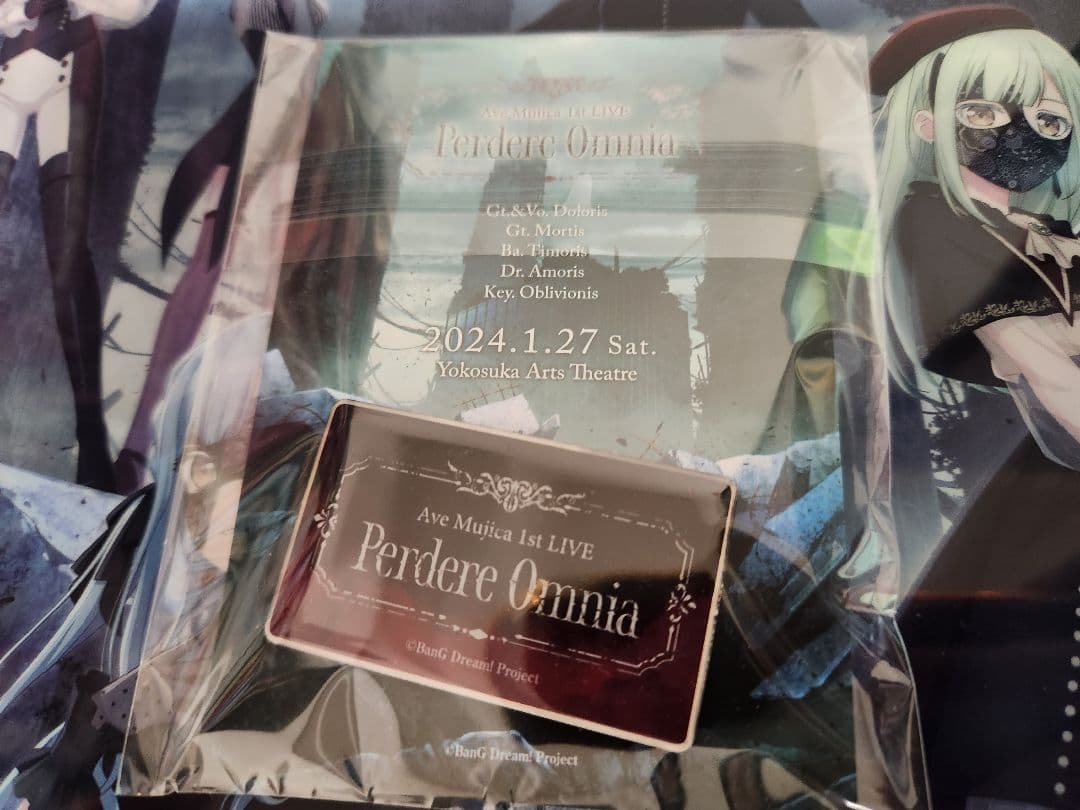 Ave Mujica 1st LIVE
Perdere Omnia
Gt.&Vo. Doloris
Gt. Mortis
Ba. Timoris
Dr. Amoris
Key. Oblivionis
2024.1.27 Sat.
Yokosuka Arts Theatre
Ave Mujica 1st LIVE
Perdere Omnia
©BanG Dream! Project
©BanG Dream! Project